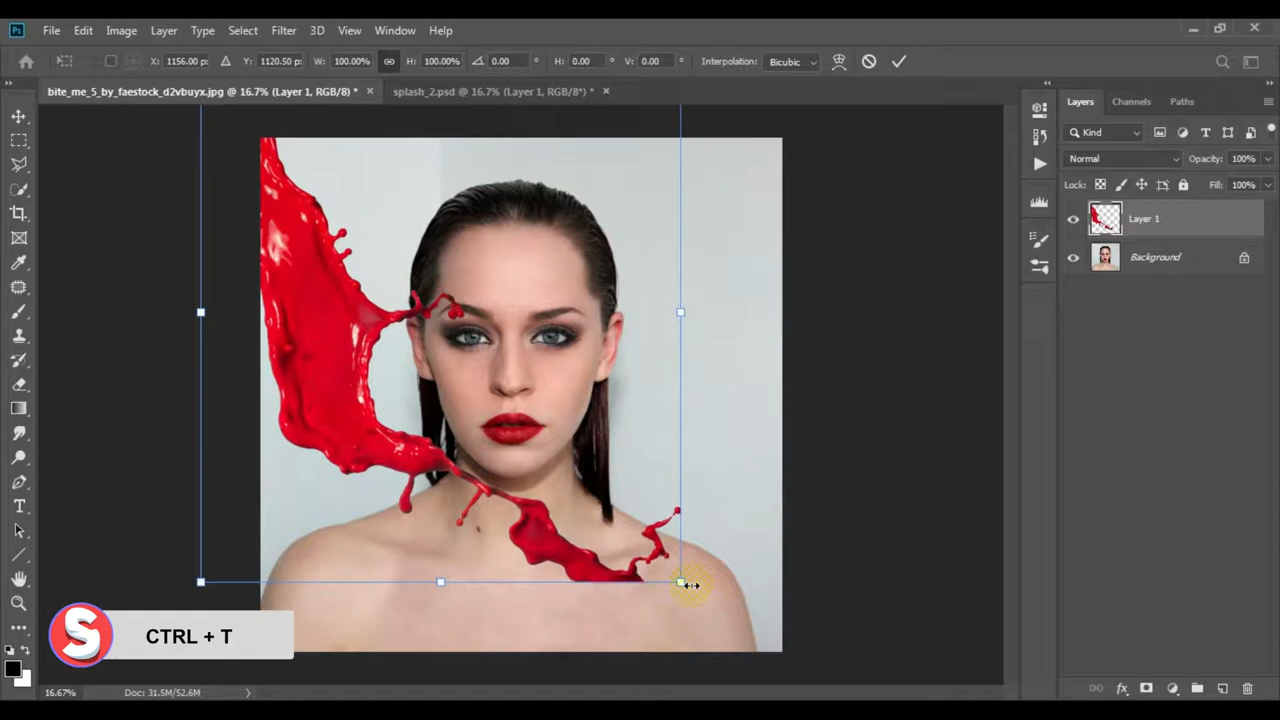 Ps File Edit Image Layer Type Select Filter 3D View Window Help
X: 1156.00 p: Y: 1120.50 p: W: 100.00% H: 100.00% 0.00 ° H: 0.00 ° V: 0.00 ° Interpolation: Bicubic
bite_me_5_by_faestock_d2vbuyx.jpg @ 16.7% (Layer 1, RGB/8) * × splash_2.psd @ 16.7% (Layer 1, RGB/8*) * ×
Layers Channels Paths
Kind
Normal Opacity: 100%
Lock: Fill: 100%
Layer 1
Background
S CTRL + T
16.67% Doc: 31.5M/52.6M